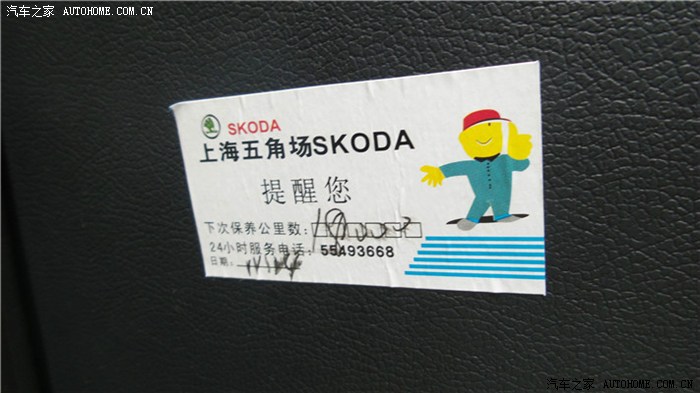 汽车之家 AUTOHOME.COM.CN
SKODA
上海五角场SKODA
提醒您
下次保养公里数:
24小时服务电话: 55493668
日期:
汽车之家 AUTOHOME.COM.CN